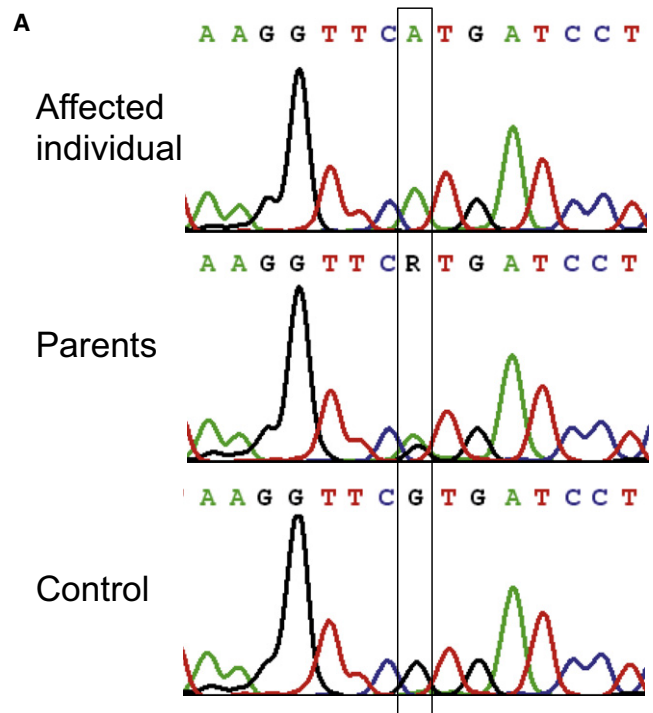 A
A A G G T T C A T G A T C C T
Affected
individual
A A G G T T C R T G A T C C T
Parents
A A G G T T C G T G A T C C T
Control